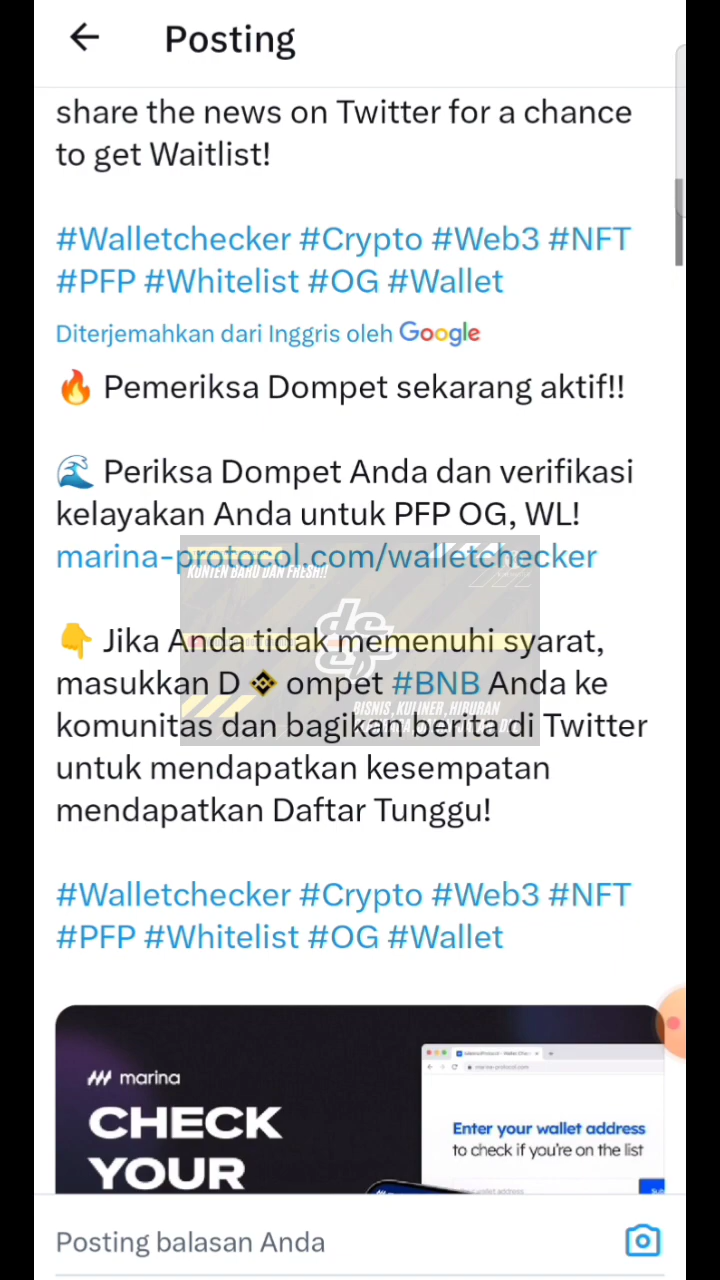 Posting
share the news on Twitter for a chance
to get Waitlist!
#Walletchecker #Crypto #Web3 #NFT
#PFP #Whitelist #OG #Wallet
Diterjemahkan dari Inggris oleh Google
🔥 Pemeriksa Dompet sekarang aktif!!
🌊 Periksa Dompet Anda dan verifikasi
kelayakan Anda untuk PFP OG, WL!
marina-protocol.com/walletchecker
KONTEN BARU DAN FRESH!!
👇 Jika Anda tidak memenuhi syarat,
masukkan D ompet #BNB Anda ke
BISNIS, KULINER, HIBURAN
komunitas dan bagikan berita di Twitter
untuk mendapatkan kesempatan
mendapatkan Daftar Tunggu!
#Walletchecker #Crypto #Web3 #NFT
#PFP #Whitelist #OG #Wallet
marina
CHECK
YOUR
marina-protocol.com
Enter your wallet address
to check if you're on the list
Posting balasan Anda